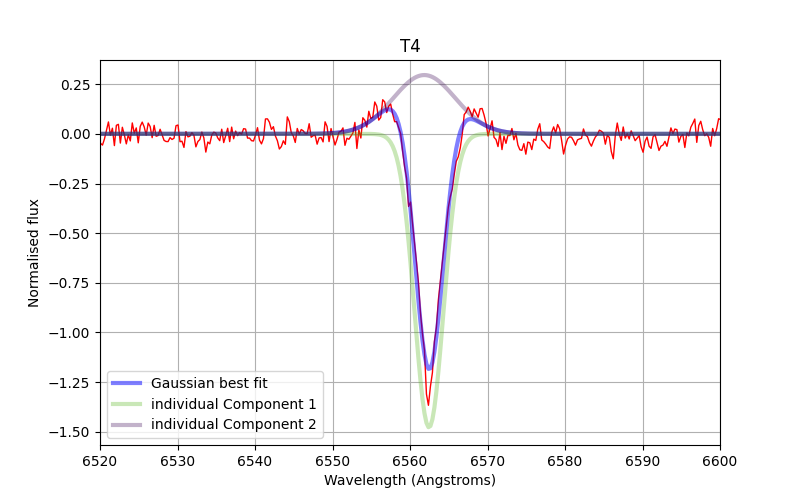 T4
Normalised flux
0.25
0.00
−0.25
−0.50
−0.75
−1.00
−1.25
−1.50
Gaussian best fit
individual Component 1
individual Component 2
6520 6530 6540 6550 6560 6570 6580 6590 6600
Wavelength (Angstroms)